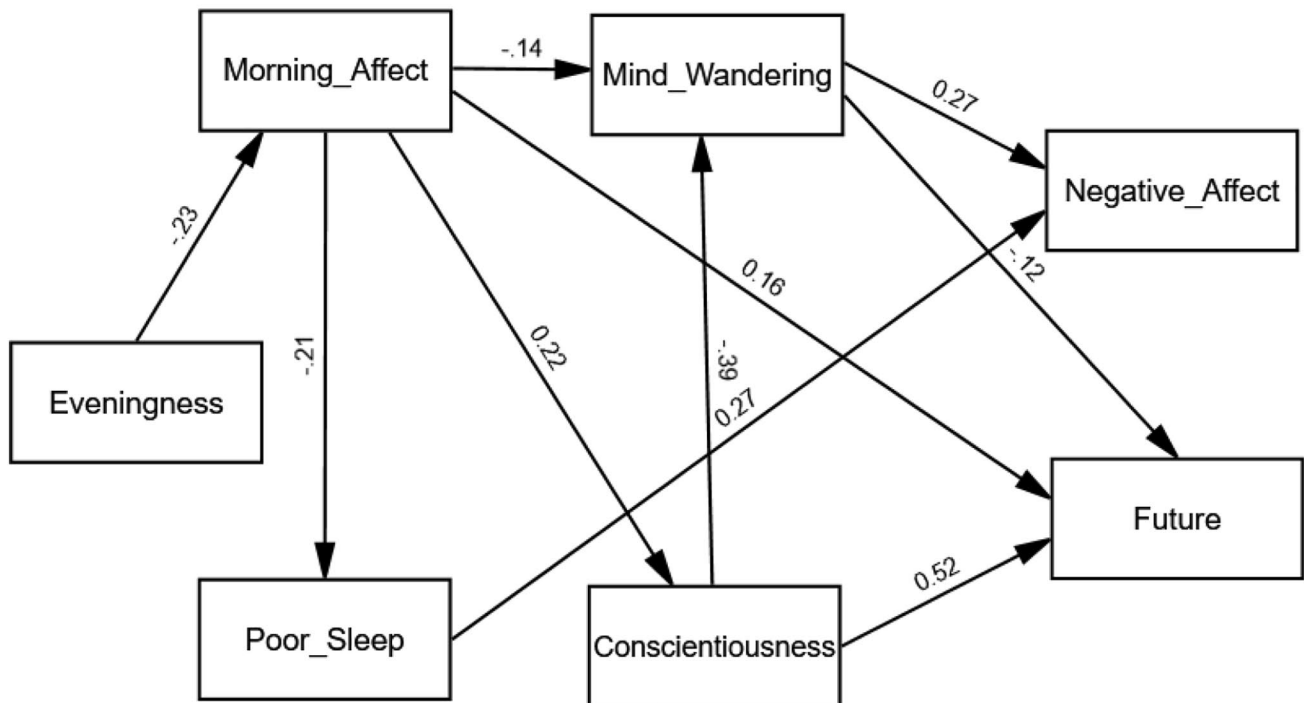 Morning_Affect
-.14
Mind_Wandering
0.27
Negative_Affect
-.23
0.16
-.12
Eveningness
-.21
0.22
-.39
0.27
Future
0.52
Poor_Sleep
Conscientiousness